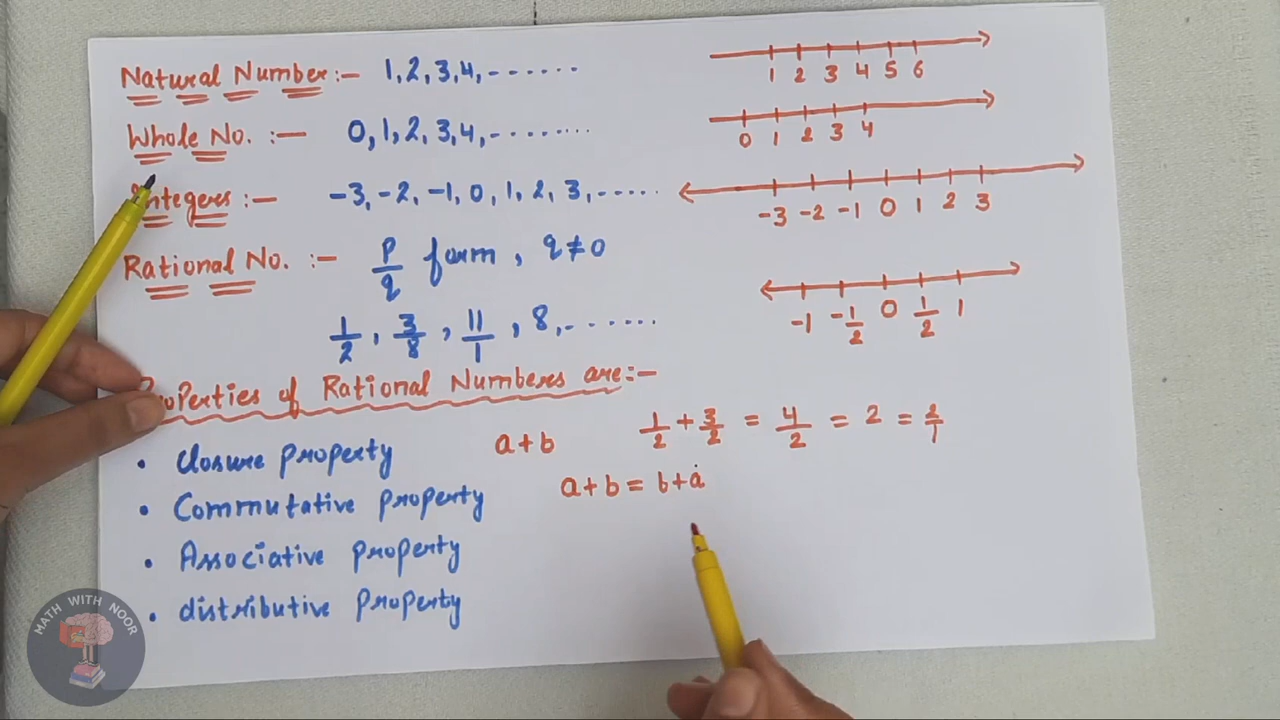 Natural Number:- 1, 2, 3, 4, -------
1 2 3 4 5 6
Whole No. :- 0, 1, 2, 3, 4, --------
0 1 2 3 4
Integers :- -3, -2, -1, 0, 1, 2, 3, ------
-3 -2 -1 0 1 2 3
Rational No. :- P/q form, q≠0
-1 -1/2 0 1/2 1
1/2, 3/8, 11/1, 8, -------
Properties of Rational Numbers are:-
• Closure property a+b 1/2 + 3/2 = 4/2 = 2 = 2/1
• Commutative property a+b = b+a
• Associative property
• distributive property
MATH WITH NOOR